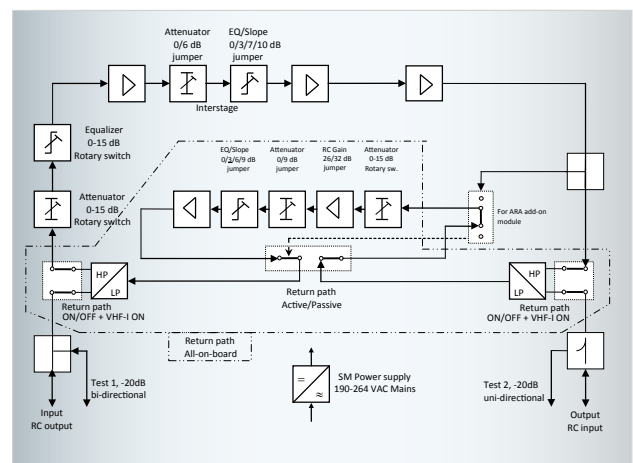 Attenuator
0/6 dB
jumper
EQ/Slope
0/3/7/10 dB
jumper
Interstage
Equalizer
0-15 dB
Rotary switch
Attenuator
0-15 dB
Rotary switch
EQ/Slope
0/3/6/9 dB
jumper
Attenuator
0/9 dB
jumper
RC Gain
26/32 dB
jumper
Attenuator
0-15 dB
Rotary sw.
For ARA add-on
module
HP
LP
Return path
Active/Passive
HP
LP
Return path
ON/OFF + VHF-I ON
Return path
ON/OFF + VHF-I ON
Return path
All-on-board
Test 1, -20dB
bi-directional
Input
RC output
=
≈
SM Power supply
190-264 VAC Mains
Test 2, -20dB
uni-directional
Output
RC input